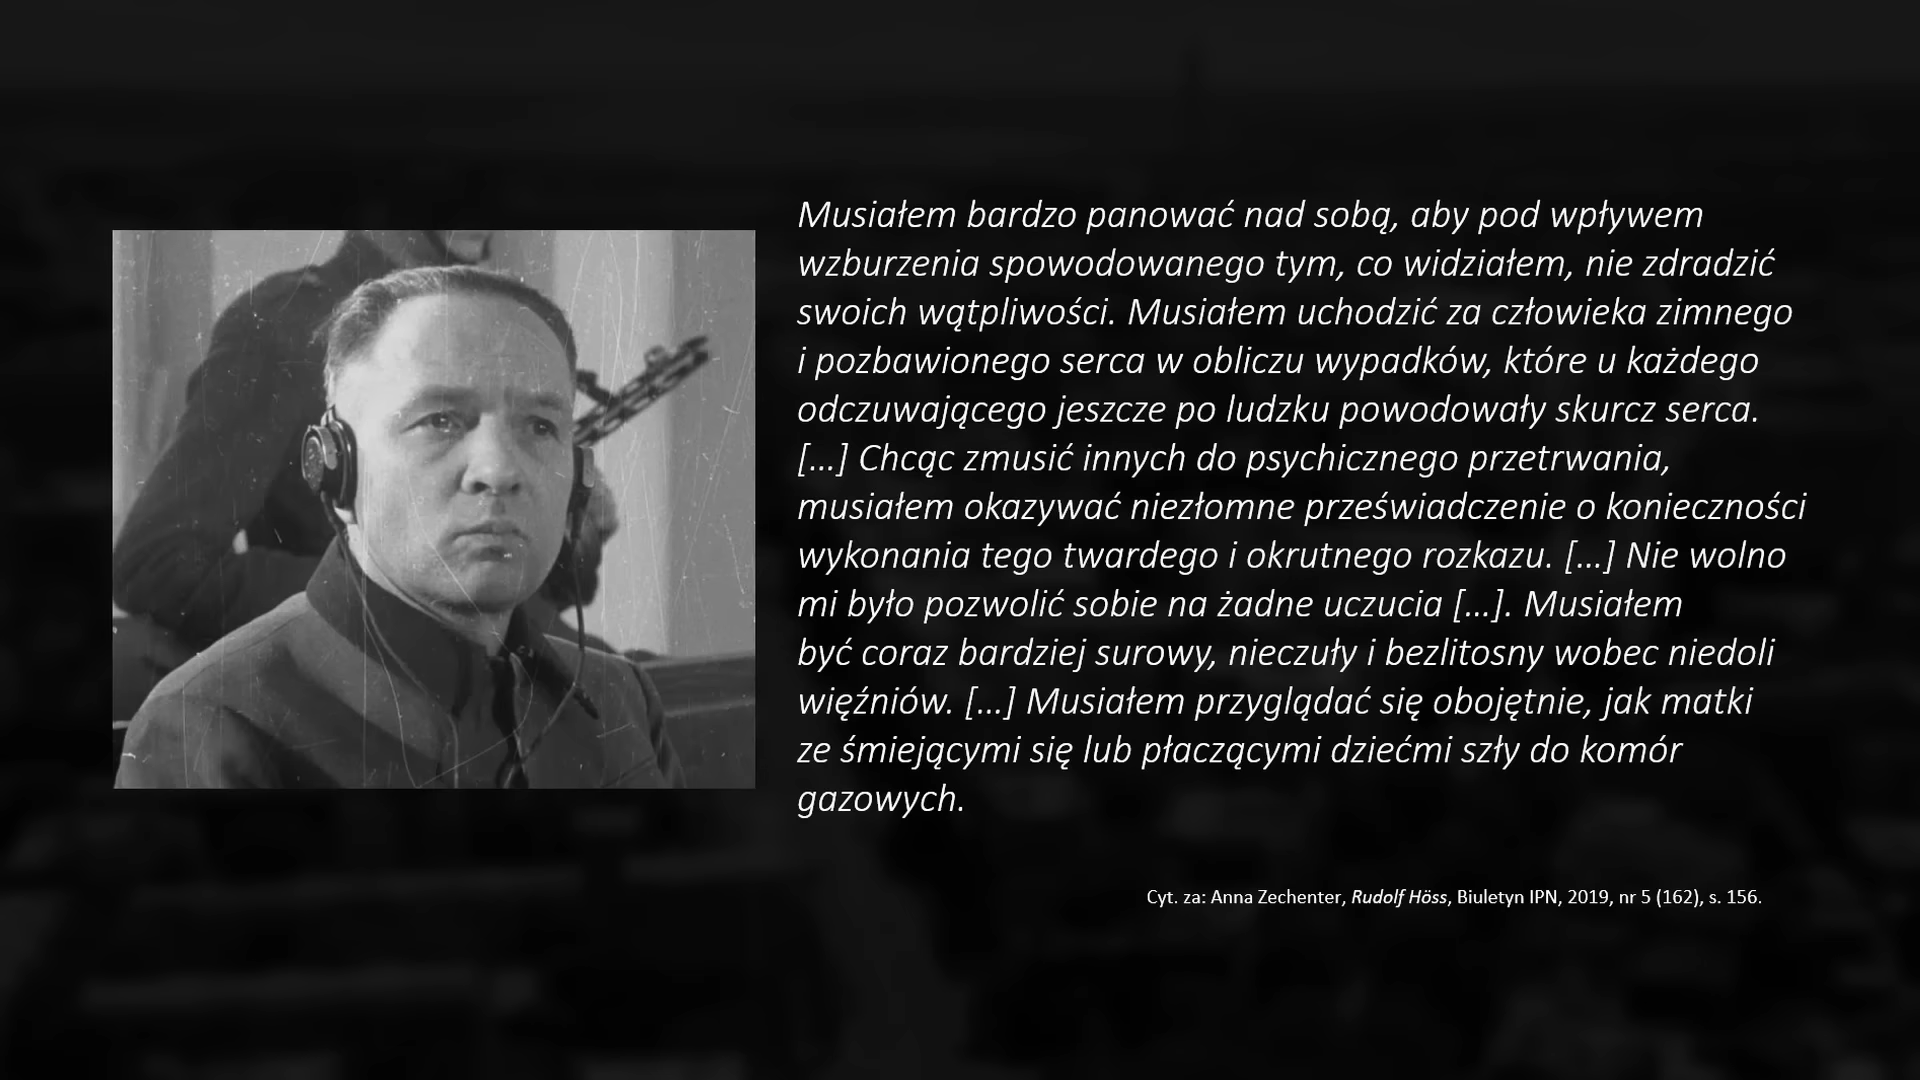 Musiałem bardzo panować nad sobą, aby pod wpływem
wzburzenia spowodowanego tym, co widziałem, nie zdradzić
swoich wątpliwości. Musiałem uchodzić za człowieka zimnego
i pozbawionego serca w obliczu wypadków, które u każdego
odczuwającego jeszcze po ludzku powodowały skurcz serca.
[...] Chcąc zmusić innych do psychicznego przetrwania,
musiałem okazywać niezłomne przeświadczenie o konieczności
wykonania tego twardego i okrutnego rozkazu. [...] Nie wolno
mi było pozwolić sobie na żadne uczucia [...]. Musiałem
być coraz bardziej surowy, nieczuły i bezlitosny wobec niedoli
więźniów. [...] Musiałem przyglądać się obojętnie, jak matki
ze śmiejącymi się lub płaczącymi dziećmi szły do komór
gazowych.
Cyt. za: Anna Zechenter, Rudolf Höss, Biuletyn IPN, 2019, nr 5 (162), s. 156.